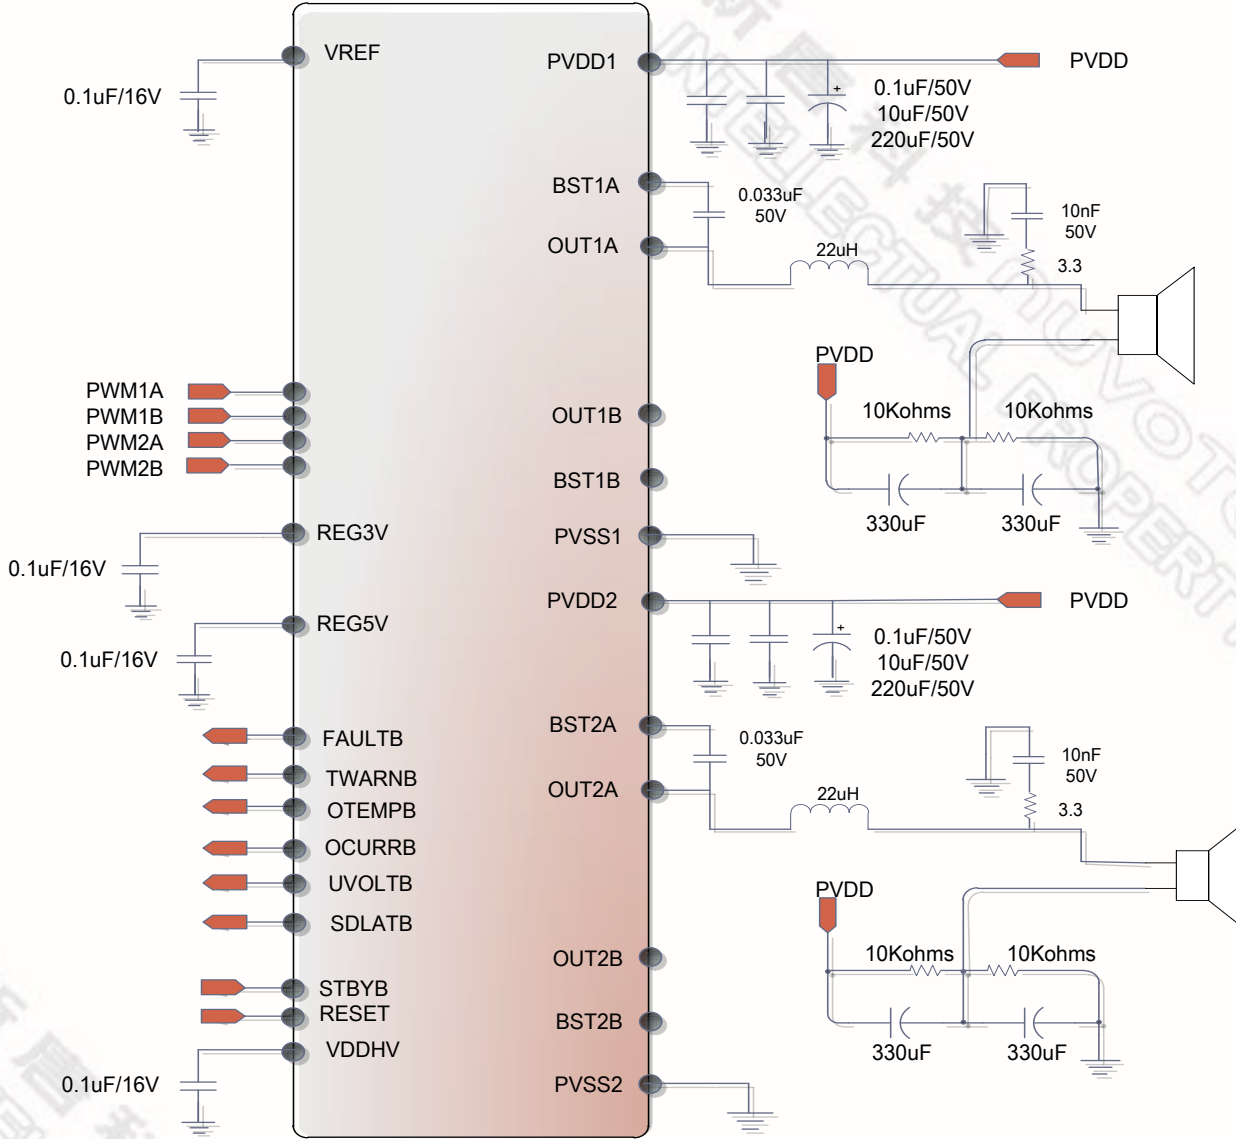 VREF
0.1uF/16V
PWM1A
PWM1B
PWM2A
PWM2B
REG3V
0.1uF/16V
REG5V
0.1uF/16V
FAULTB
TWARNB
OTEMPB
OCURRB
UVOLTB
SDLATB
STBYB
RESET
VDDHV
0.1uF/16V
PVDD1
PVDD
+
0.1uF/50V
10uF/50V
220uF/50V
BST1A
0.033uF
50V
OUT1A
22uH
10nF
50V
3.3
PVDD
10Kohms
10Kohms
330uF
330uF
OUT1B
BST1B
PVSS1
PVDD2
PVDD
+
0.1uF/50V
10uF/50V
220uF/50V
BST2A
0.033uF
50V
OUT2A
22uH
10nF
50V
3.3
PVDD
10Kohms
10Kohms
330uF
330uF
OUT2B
BST2B
PVSS2
INTELLECTUAL PROPERTY
科技